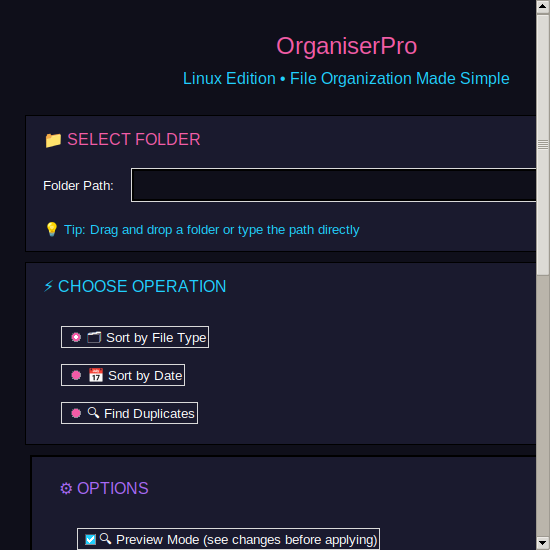 OrganiserPro
Linux Edition • File Organization Made Simple
📁 SELECT FOLDER
Folder Path:
💡 Tip: Drag and drop a folder or type the path directly
⚡ CHOOSE OPERATION
🗂️ Sort by File Type
📅 Sort by Date
🔍 Find Duplicates
⚙ OPTIONS
🔍 Preview Mode (see changes before applying)